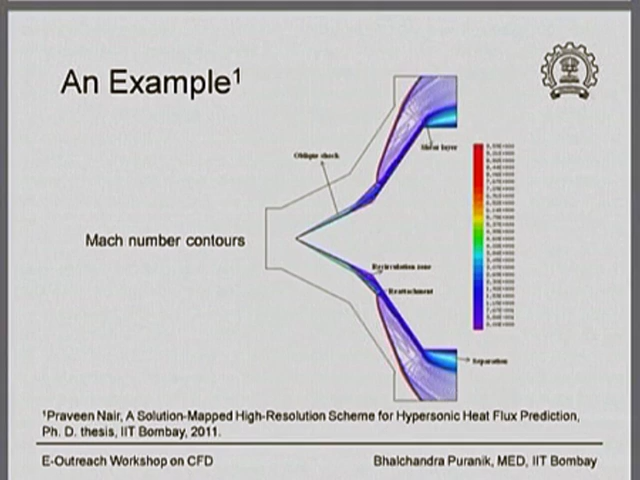 An Example1
Oblique shock
Shear layer
Mach number contours
Recirculation zone
Reattachment
Separation
1Praveen Nair, A Solution-Mapped High-Resolution Scheme for Hypersonic Heat Flux Prediction,
Ph. D. thesis, IIT Bombay, 2011.
E-Outreach Workshop on CFD
Bhalchandra Puranik, MED, IIT Bombay